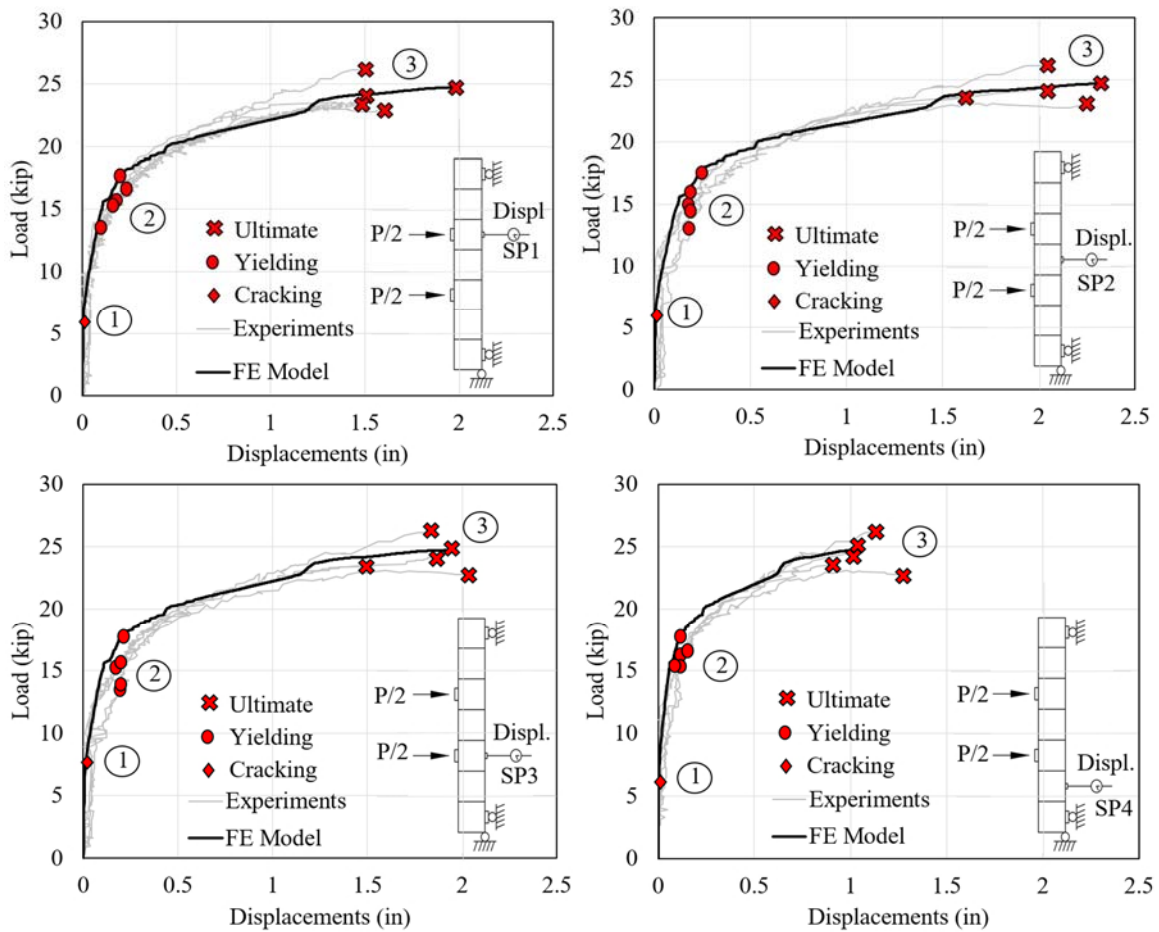 30
25
20
15
10
5
0
Load (kip)
3
2
1
Ultimate
Yielding
Cracking
Experiments
FE Model
P/2
P/2
Displ
SP1
0 0.5 1 1.5 2 2.5
Displacements (in)
30
25
20
15
10
5
0
Load (kip)
3
2
1
Ultimate
Yielding
Cracking
Experiments
FE Model
P/2
P/2
Displ.
SP2
0 0.5 1 1.5 2 2.5
Displacements (in)
30
25
20
15
10
5
0
Load (kip)
3
2
1
Ultimate
Yielding
Cracking
Experiments
FE Model
P/2
P/2
Displ.
SP3
0 0.5 1 1.5 2 2.5
Displacements (in)
30
25
20
15
10
5
0
Load (kip)
3
2
1
Ultimate
Yielding
Cracking
Experiments
FE Model
P/2
P/2
Displ.
SP4
0 0.5 1 1.5 2 2.5
Displacements (in)